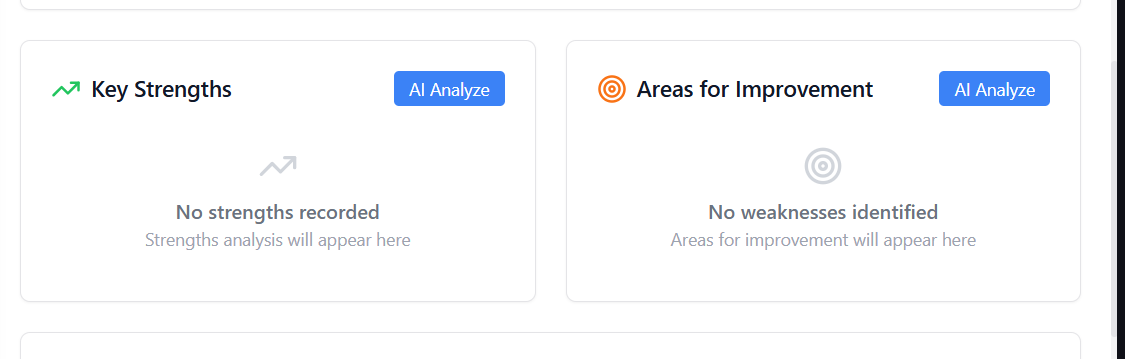 Key Strengths
AI Analyze
No strengths recorded
Strengths analysis will appear here
Areas for Improvement
AI Analyze
No weaknesses identified
Areas for improvement will appear here